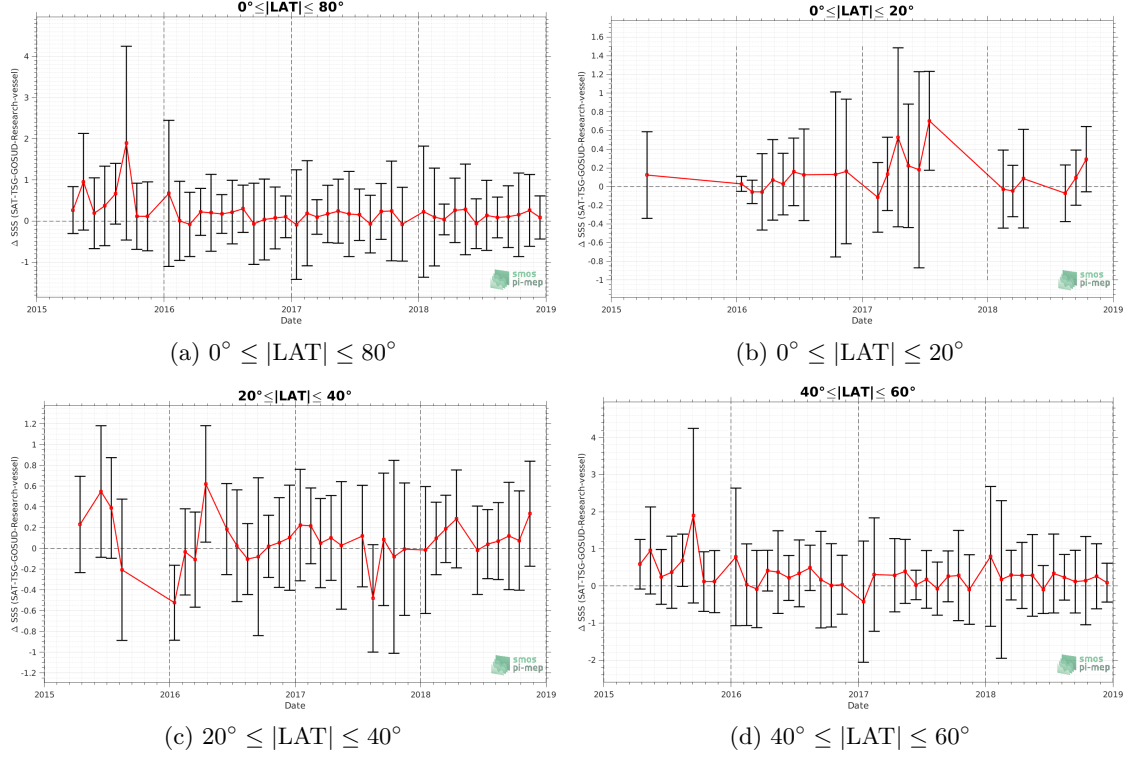 0°≤|LAT|≤ 80°
Δ SSS (SAT-TSG-GOSUD-Research-vessel)
4
3
2
1
0
-1
smos
pi-mep
2015 2016 2017 2018 2019
Date
(a) 0° ≤ |LAT| ≤ 80°
0°≤|LAT|≤ 20°
Δ SSS (SAT-TSG-GOSUD-Research-vessel)
1.6
1.4
1.2
1
0.8
0.6
0.4
0.2
0
-0.2
-0.4
-0.6
-0.8
-1
smos
pi-mep
2015 2016 2017 2018 2019
Date
(b) 0° ≤ |LAT| ≤ 20°
20°≤|LAT|≤ 40°
Δ SSS (SAT-TSG-GOSUD-Research-vessel)
1.2
1
0.8
0.6
0.4
0.2
0
-0.2
-0.4
-0.6
-0.8
-1
-1.2
smos
pi-mep
2015 2016 2017 2018 2019
Date
(c) 20° ≤ |LAT| ≤ 40°
40°≤|LAT|≤ 60°
Δ SSS (SAT-TSG-GOSUD-Research-vessel)
4
3
2
1
0
-1
-2
smos
pi-mep
2015 2016 2017 2018 2019
Date
(d) 40° ≤ |LAT| ≤ 60°